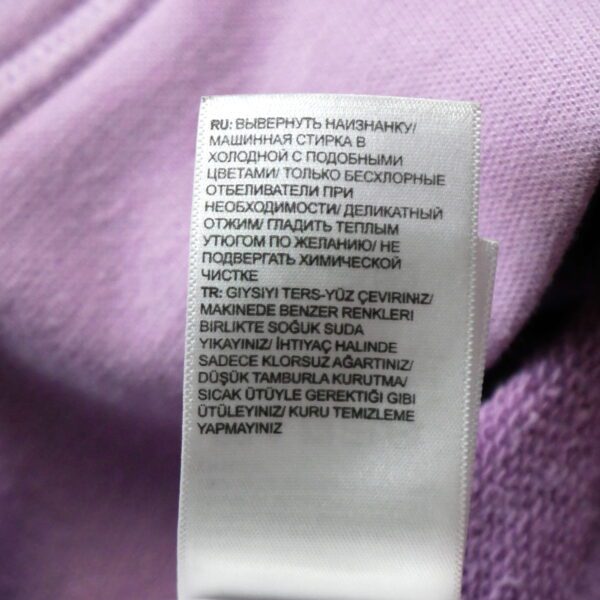 RU: ВЫВЕРНУТЬ НАИЗНАНКУ/
МАШИННАЯ СТИРКА В
ХОЛОДНОЙ С ПОДОБНЫМИ
ЦВЕТАМИ/ ТОЛЬКО БЕСХЛОРНЫЕ
ОТБЕЛИВАТЕЛИ ПРИ
НЕОБХОДИМОСТИ/ ДЕЛИКАТНЫЙ
ОТЖИМ/ ГЛАДИТЬ ТЕПЛЫМ
УТЮГОМ ПО ЖЕЛАНИЮ/ НЕ
ПОДВЕРГАТЬ ХИМИЧЕСКОЙ
ЧИСТКЕ
TR: GIYSIYI TERS-YÜZ ÇEVIRINIZ/
MAKINEDE BENZER RENKLERI
BIRLIKTE SOĞUK SUDA
YIKAYINIZ/ İHTIYAÇ HALINDE
SADECE KLORSUZ AĞARTINIZ/
DÜŞÜK TAMBURLA KURUTMA/
SICAK ÜTÜYLE GEREKTIĞI GIBI
ÜTÜLEYINIZ/ KURU TEMIZLEME
YAPMAYINIZ